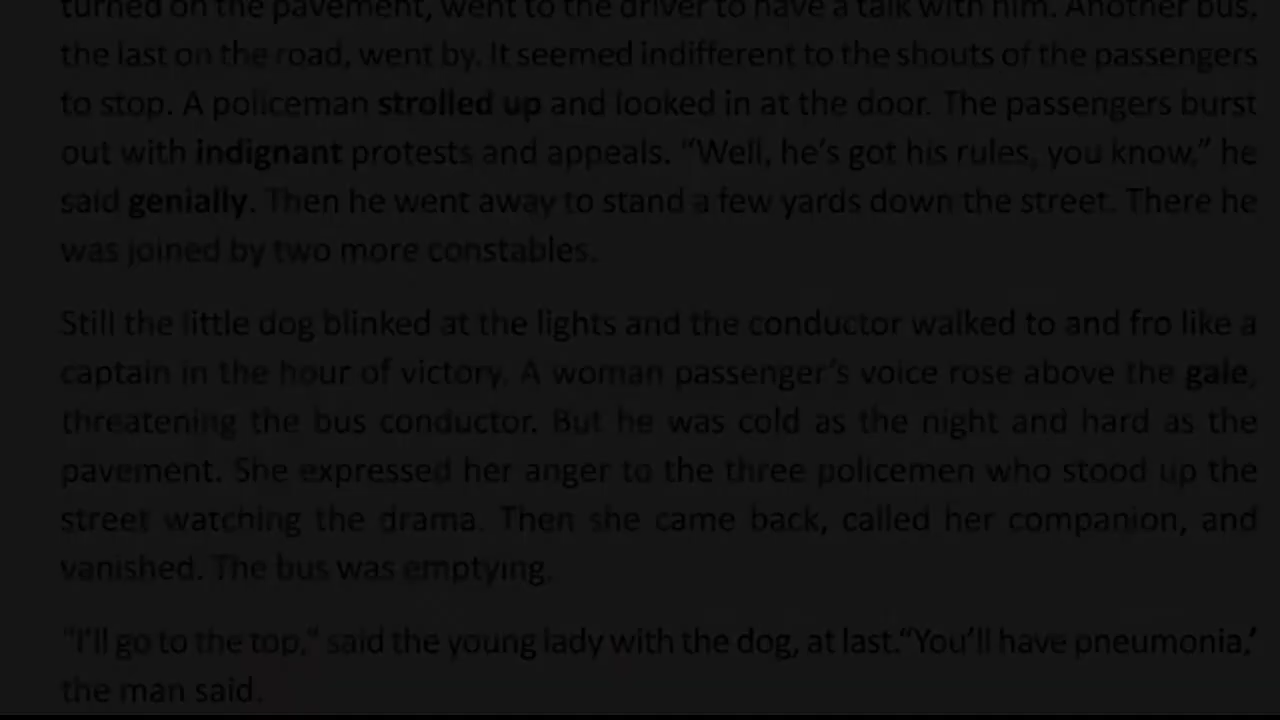 turned on the pavement, went to the driver to have a talk with him. Another bus,
the last on the road, went by. It seemed indifferent to the shouts of the passengers
to stop. A policeman strolled up and looked in at the door. The passengers burst
out with indignant protests and appeals. “Well, he’s got his rules, you know,” he
said genially. Then he went away to stand a few yards down the street. There he
was joined by two more constables.
Still the little dog blinked at the lights and the conductor walked to and fro like a
captain in the hour of victory. A woman passenger’s voice rose above the gale,
threatening the bus conductor. But he was cold as the night and hard as the
pavement. She expressed her anger to the three policemen who stood up the
street watching the drama. Then she came back, called her companion, and
vanished. The bus was emptying.
"I’ll go to the top," said the young lady with the dog, at last.“You’ll have pneumonia,’
the man said.